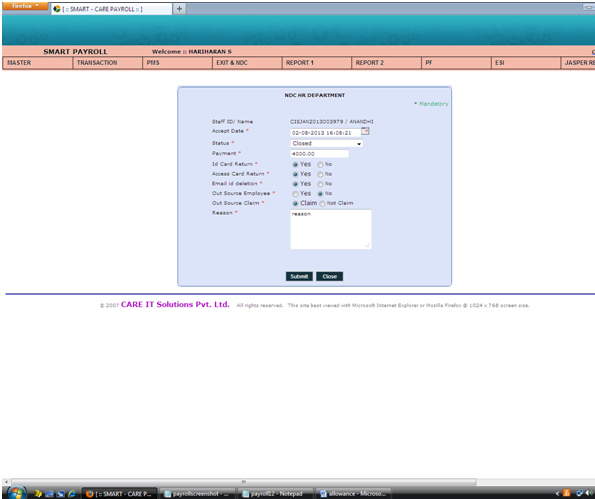 Firefox
[ :: SMART - CARE PAYROLL :: ]
+
SMART PAYROLL Welcome :: HARIHARAN S
MASTER TRANSACTION PMS EXIT & NDC REPORT 1 REPORT 2 PF ESI JASPER RE
NDC HR DEPARTMENT
* Mandatory
Staff ID/ Name CISJAN2013003979 / ANANDHI
Accept Date * 02-08-2013 16:08:21
Status * Closed
Payment * 4000.00
Id Card Return * Yes No
Access Card Return * Yes No
Email Id deletion * Yes No
Out Source Employee * Yes No
Out Source Claim * Claim Not Claim
Reason * reason
Submit Close
© 2007 CARE IT Solutions Pvt. Ltd. All rights reserved. This site best viewed with Microsoft Internet Explorer or Mozilla Firefox @ 1024 x 768 screen size.
[ :: SMART - CARE P... payrollscreenshot - ... payroll12 - Notepad allowance - Microso...